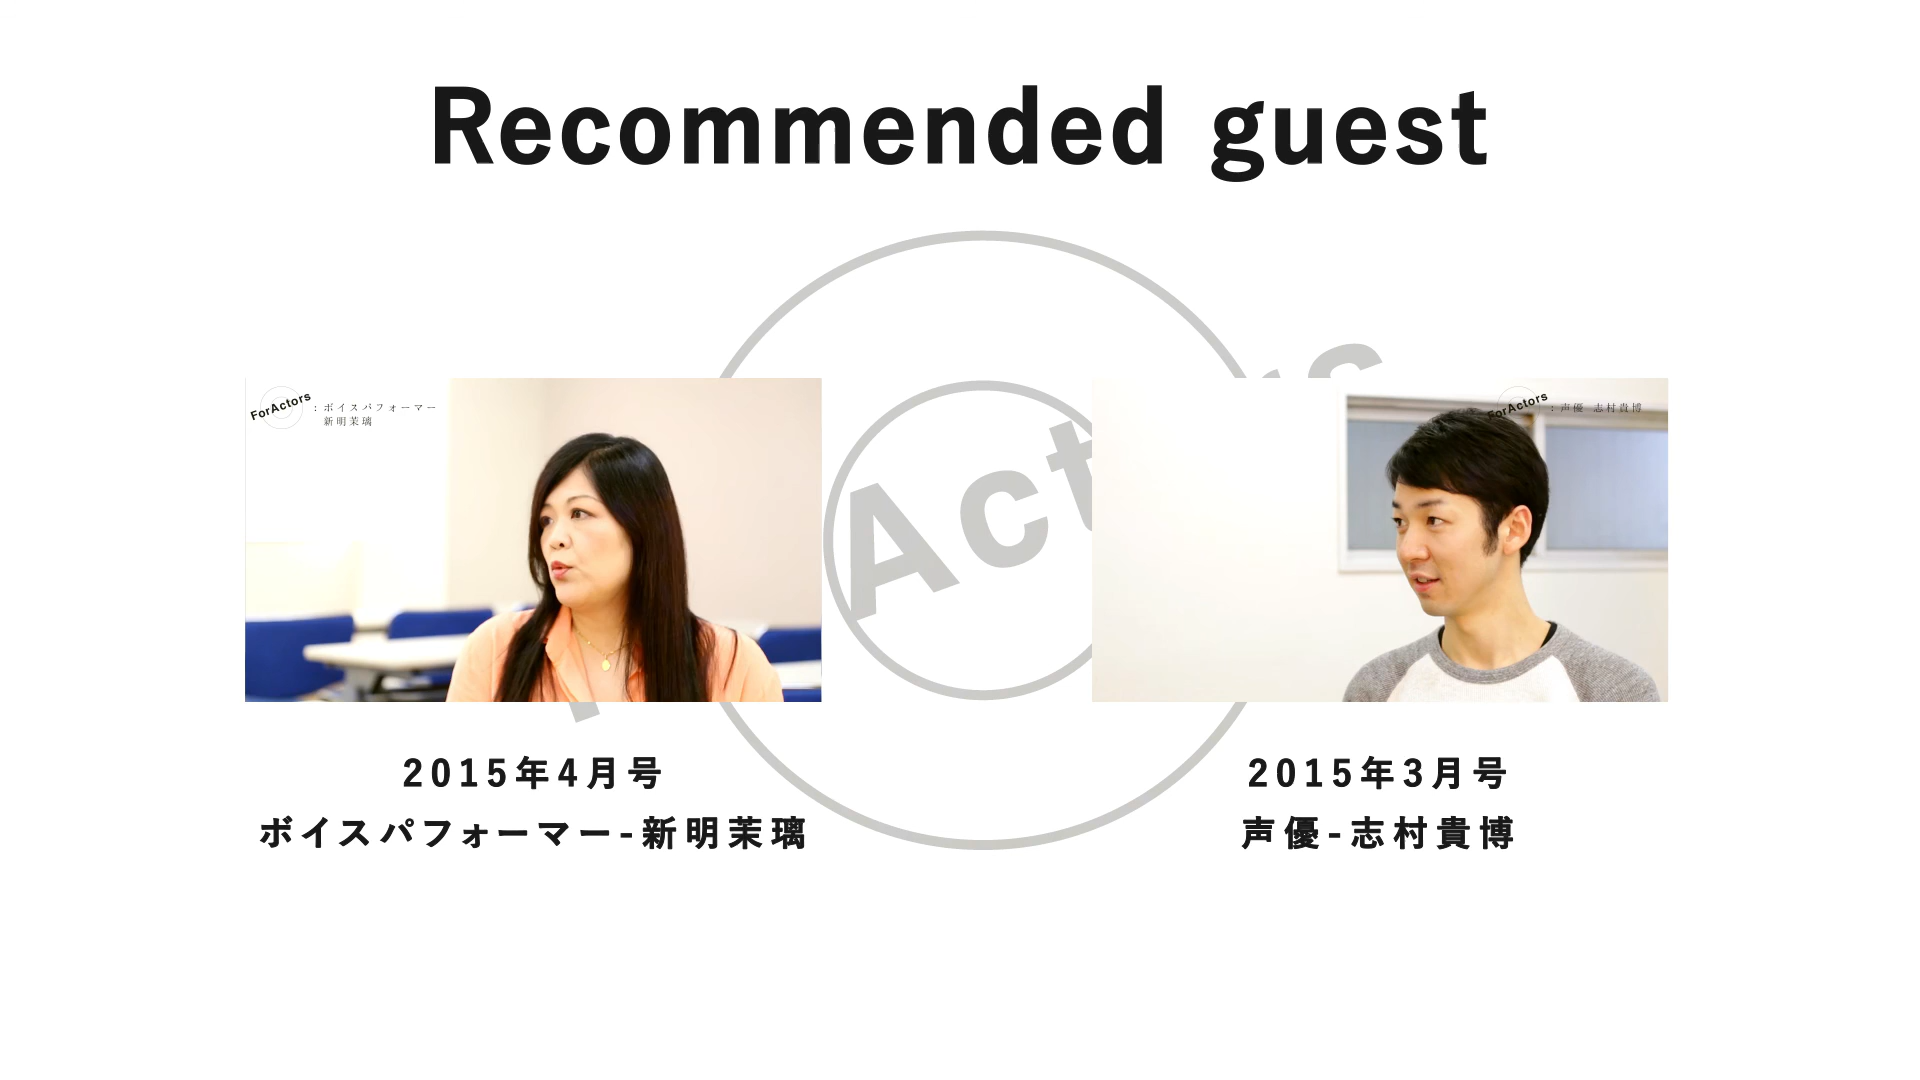 Recommended guest
ForActors
:ボイスパフォーマー
新明茉璃
ForActors
:声優 志村貴博
Actors
2015年4月号
ボイスパフォーマー-新明茉璃
2015年3月号
声優-志村貴博